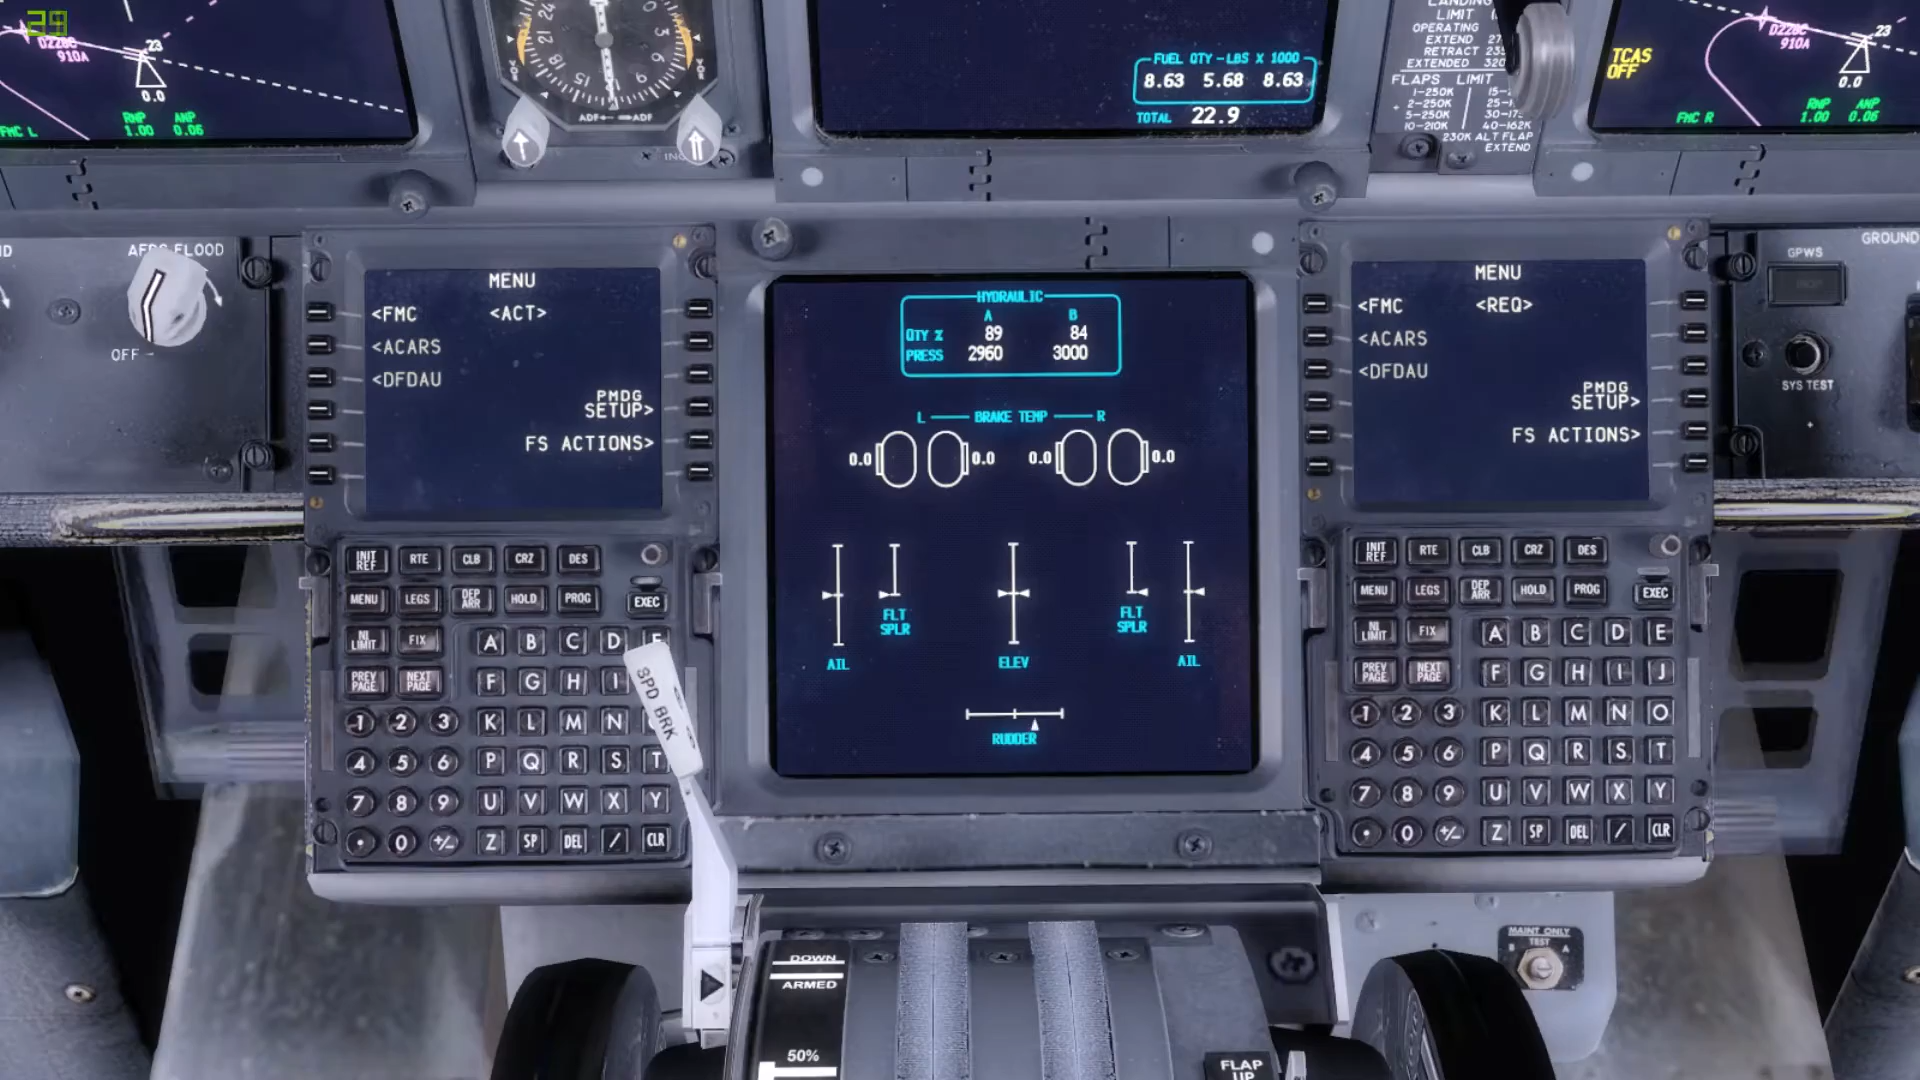 29
D228C
910A
23
0.0
FMC L
RNP ANP
1.00 0.06
24
21
15
9
6
3
ADF ADF
FUEL QTY-LBS X 1000
8.63 5.68 8.63
TOTAL 22.9
LANDING
LIMIT
OPERATING
EXTEND
RETRACT
EXTENDED
FLAPS LIMIT
1-250K
2-250K
5-250K
10-210K 40-162K
230K ALT FLAP
EXTEND
TCAS
OFF
D228C
910A
23
0.0
FMC R
RNP ANP
1.00 0.06
AFDS FLOOD
OFF
MENU
<FMC <ACT>
<ACARS
<DFDAU
PMDG
SETUP>
FS ACTIONS>
HYDRAULIC
A B
QTY % 89 84
PRESS 2960 3000
L BRAKE TEMP R
0.0 0.0 0.0 0.0
FLT
SPLR
FLT
SPLR
AIL ELEV AIL
RUDDER
MENU
<FMC <REQ>
<ACARS
<DFDAU
PMDG
SETUP>
FS ACTIONS>
GPWS
GROUND
SYS TEST
INIT REF RTE CLB CRZ DES
MENU LEGS DEP ARR HOLD PROG EXEC
N1 LIMIT FIX A B C D E
PREV PAGE NEXT PAGE F G H I
1 2 3 K L M N
4 5 6 P Q R S T
7 8 9 U V W X Y
. 0 +/- Z SP DEL / CLR
SPD BRK
INIT REF RTE CLB CRZ DES
MENU LEGS DEP ARR HOLD PROG EXEC
N1 LIMIT FIX A B C D E
PREV PAGE NEXT PAGE F G H I J
1 2 3 K L M N O
4 5 6 P Q R S T
7 8 9 U V W X Y
. 0 +/- Z SP DEL / CLR
DOWN
ARMED
50%
FLAP
UP
MAINT ONLY
TEST
B A